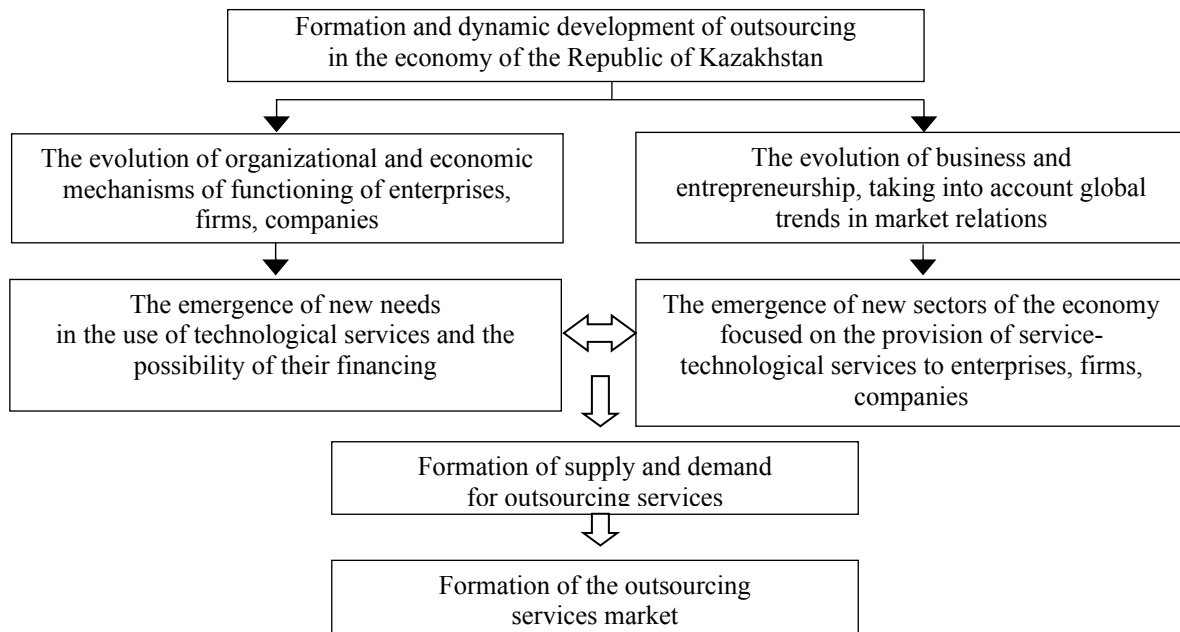 Formation and dynamic development of outsourcing
in the economy of the Republic of Kazakhstan
The evolution of organizational and economic
mechanisms of functioning of enterprises,
firms, companies
The evolution of business and
entrepreneurship, taking into account global
trends in market relations
The emergence of new needs
in the use of technological services and the
possibility of their financing
The emergence of new sectors of the economy
focused on the provision of service-
technological services to enterprises, firms,
companies
Formation of supply and demand
for outsourcing services
Formation of the outsourcing
services market